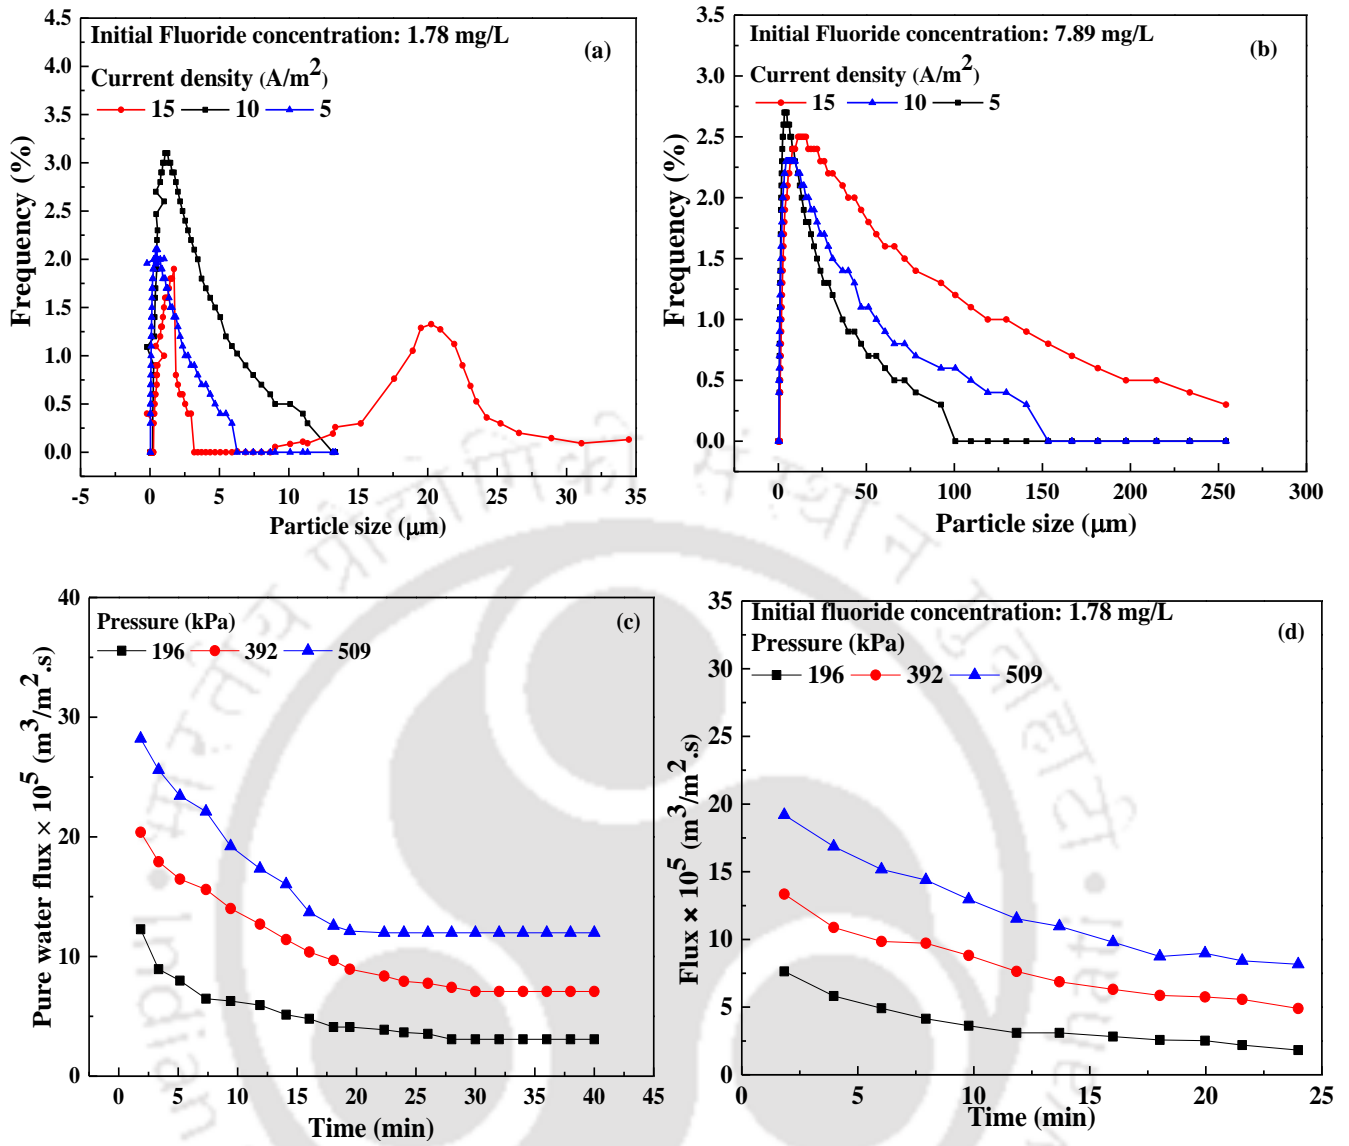 Initial Fluoride concentration: 1.78 mg/L
(a)
Current density (A/m²)
15 10 5
Frequency (%)
4.5
4.0
3.5
3.0
2.5
2.0
1.5
1.0
0.5
0.0
-5 0 5 10 15 20 25 30 35
Particle size (μm)
Initial Fluoride concentration: 7.89 mg/L
(b)
Current density (A/m²)
15 10 5
Frequency (%)
3.5
3.0
2.5
2.0
1.5
1.0
0.5
0.0
0 50 100 150 200 250 300
Particle size (μm)
Pressure (kPa)
(c)
196 392 509
Pure water flux × 10⁵ (m³/m².s)
40
30
20
10
0
0 5 10 15 20 25 30 35 40 45
Time (min)
Initial fluoride concentration: 1.78 mg/L
(d)
Pressure (kPa)
196 392 509
Flux × 10⁵ (m³/m².s)
35
30
25
20
15
10
5
0
0 5 10 15 20 25
Time (min)
Indian